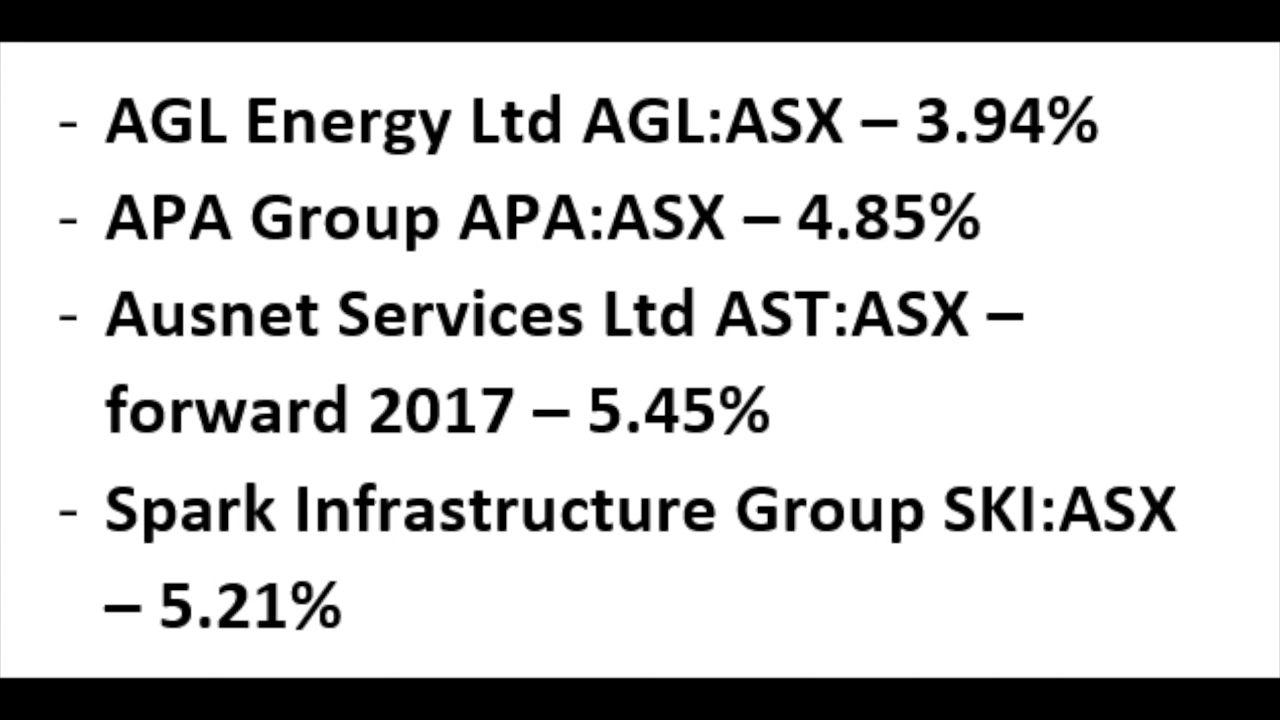 - AGL Energy Ltd AGL:ASX – 3.94%
- APA Group APA:ASX – 4.85%
- Ausnet Services Ltd AST:ASX –
forward 2017 – 5.45%
- Spark Infrastructure Group SKI:ASX
– 5.21%